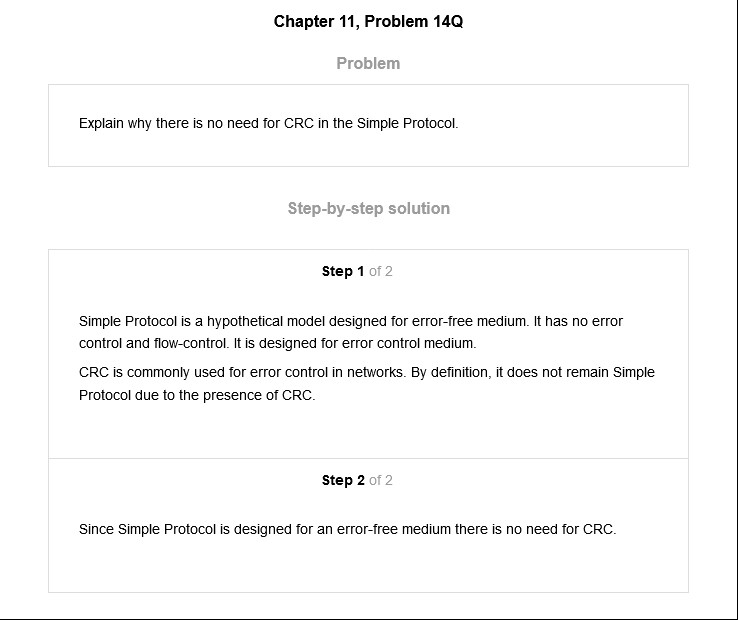 Chapter 11, Problem 14Q
Problem
Explain why there is no need for CRC in the Simple Protocol.
Step-by-step solution
Step 1 of 2
Simple Protocol is a hypothetical model designed for error-free medium. It has no error
control and flow-control. It is designed for error control medium.
CRC is commonly used for error control in networks. By definition, it does not remain Simple
Protocol due to the presence of CRC.
Step 2 of 2
Since Simple Protocol is designed for an error-free medium there is no need for CRC.